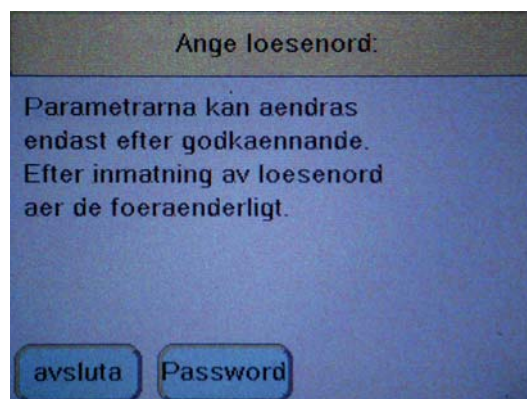 Ange loesenord:
Parametrarna kan aendras
endast efter godkaennande.
Efter inmatning av loesenord
aer de foeraenderligt.
avsluta Password